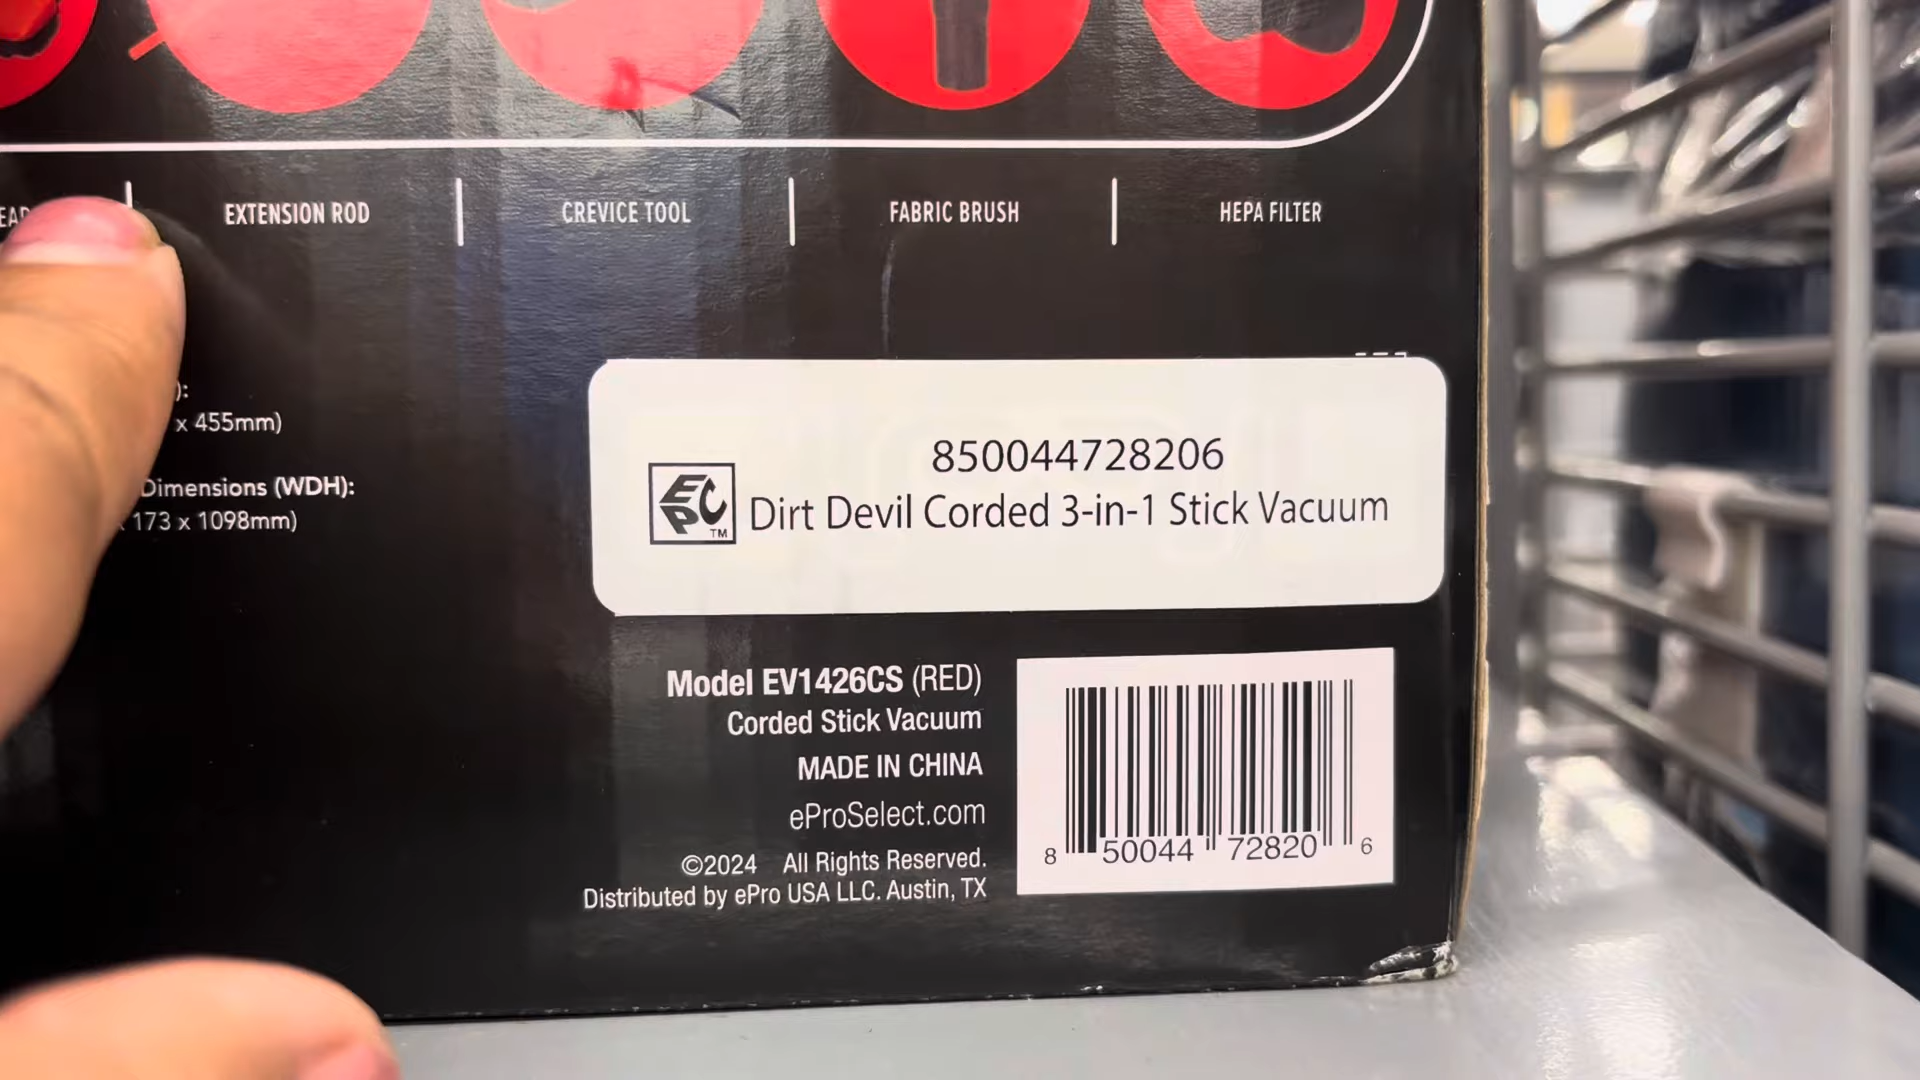 EXTENSION ROD
CREVICE TOOL
FABRIC BRUSH
HEPA FILTER
):
x 455mm)
Dimensions (WDH):
173 x 1098mm)
850044728206
EPC TM
Dirt Devil Corded 3-in-1 Stick Vacuum
Model EV1426CS (RED)
Corded Stick Vacuum
MADE IN CHINA
eProSelect.com
©2024 All Rights Reserved.
Distributed by ePro USA LLC. Austin, TX
8 50044 72820 6